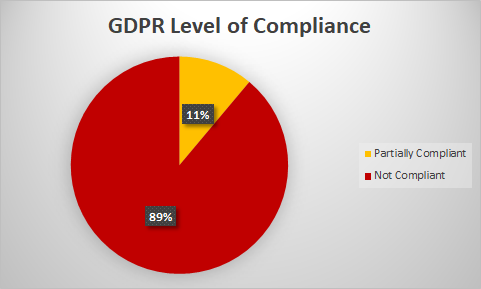 GDPR Level of Compliance
11%
Partially Compliant
Not Compliant
89%